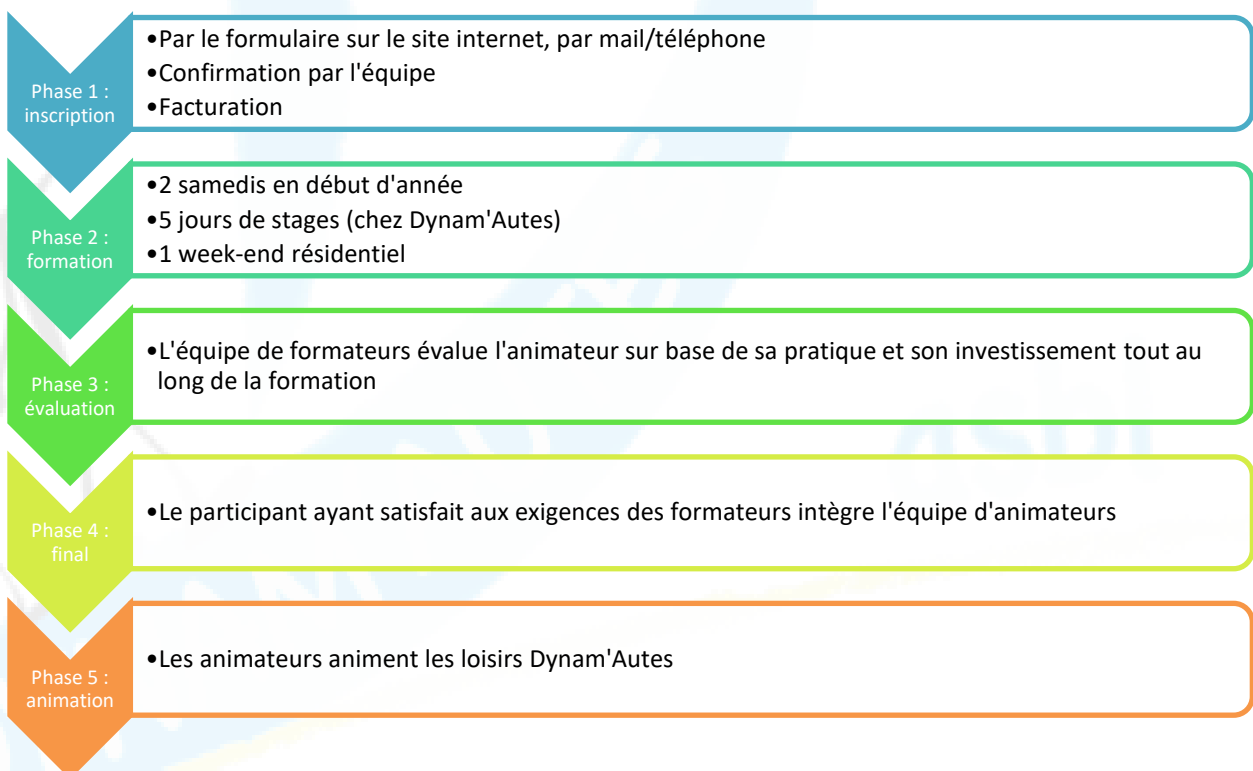 Phase 1 :
inscription
•Par le formulaire sur le site internet, par mail/téléphone
•Confirmation par l'équipe
•Facturation
Phase 2 :
formation
•2 samedis en début d'année
•5 jours de stages (chez Dynam'Autes)
•1 week-end résidentiel
Phase 3 :
évaluation
•L'équipe de formateurs évalue l'animateur sur base de sa pratique et son investissement tout au
long de la formation
Phase 4 :
final
•Le participant ayant satisfait aux exigences des formateurs intègre l'équipe d'animateurs
Phase 5 :
animation
•Les animateurs animent les loisirs Dynam'Autes
asbl